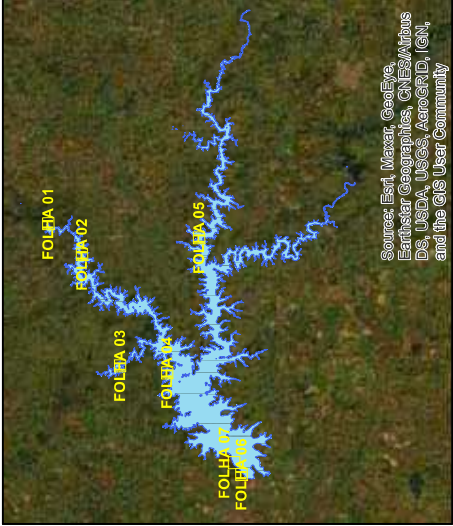 FOLHA 01
FOLHA 02
FOLHA 03
FOLHA 04
FOLHA 05
FOLHA 07
FOLHA 06
Source: Esri, Maxar, GeoEye,
Earthstar Geographics, CNES/Airbus
DS, USDA, USGS, AeroGRID, IGN,
and the GIS User Community